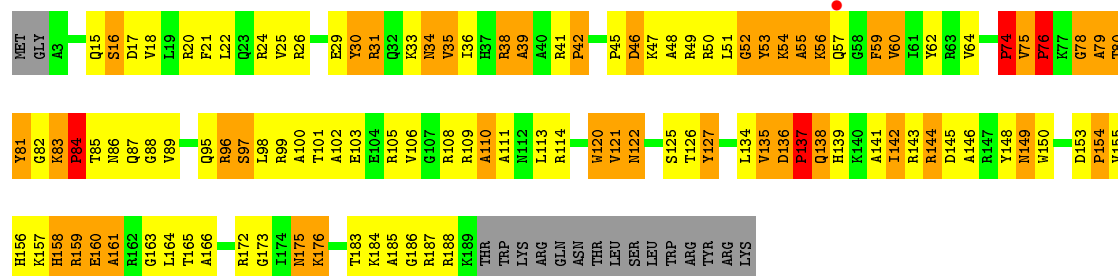 MET GLY A3 Q15 S16 D17 V18 L19 R20 F21 L22 Q23 R24 V25 R26 E29 Y30 R31 Q32 K33 N34 V35 I36 H37 R38 A39 A40 R41 P42 P45 D46 K47 A48 R49 R50 L51 G52 Y53 K54 A55 K56 Q57 G58 F59 V60 I61 Y62 R63 V64 P74 V75 P76 K77 G78 A79
Y81 G82 K83 P84 T85 N86 Q87 G88 V89 Q95 R96 S97 L98 R99 A100 T101 A102 E103 E104 R105 V106 G107 R108 R109 A110 A111 N112 L113 R114 W120 V121 N122 S125 T126 Y127 L134 V135 D136 P137 Q138 H139 K140 A141 I142 R143 R144 D145 A146 R147 Y148 N149 W150 D153 P154
H156 K157 H158 R159 E160 A161 R162 G163 L164 T165 A166 R172 G173 I174 N175 K176 T183 K184 A185 G186 R187 R188 K189 THR TRP LYS ARG GLN ASN THR LEU SER LEU TRP ARG TYR ARG ARG LYS